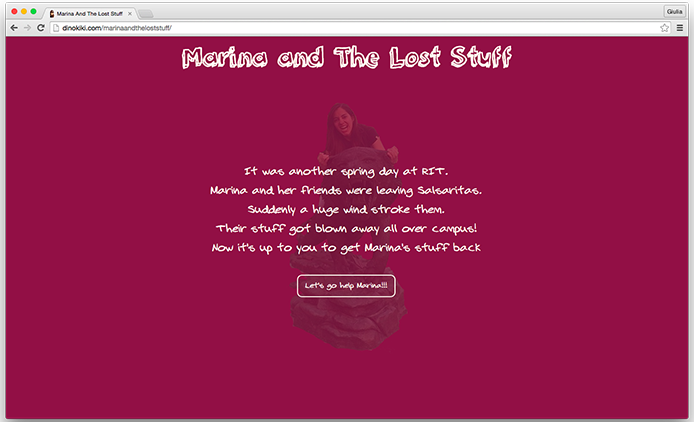 Marina And The Lost Stuff
Giulia
dinokiki.com/marinaandtheloststuff/
Marina and The Lost Stuff
It was another spring day at RIT.
Marina and her friends were leaving Salsaritas.
Suddenly a huge wind stroke them.
Their stuff got blown away all over campus!
Now it's up to you to get Marina's stuff back
Let's go help Marina!!!